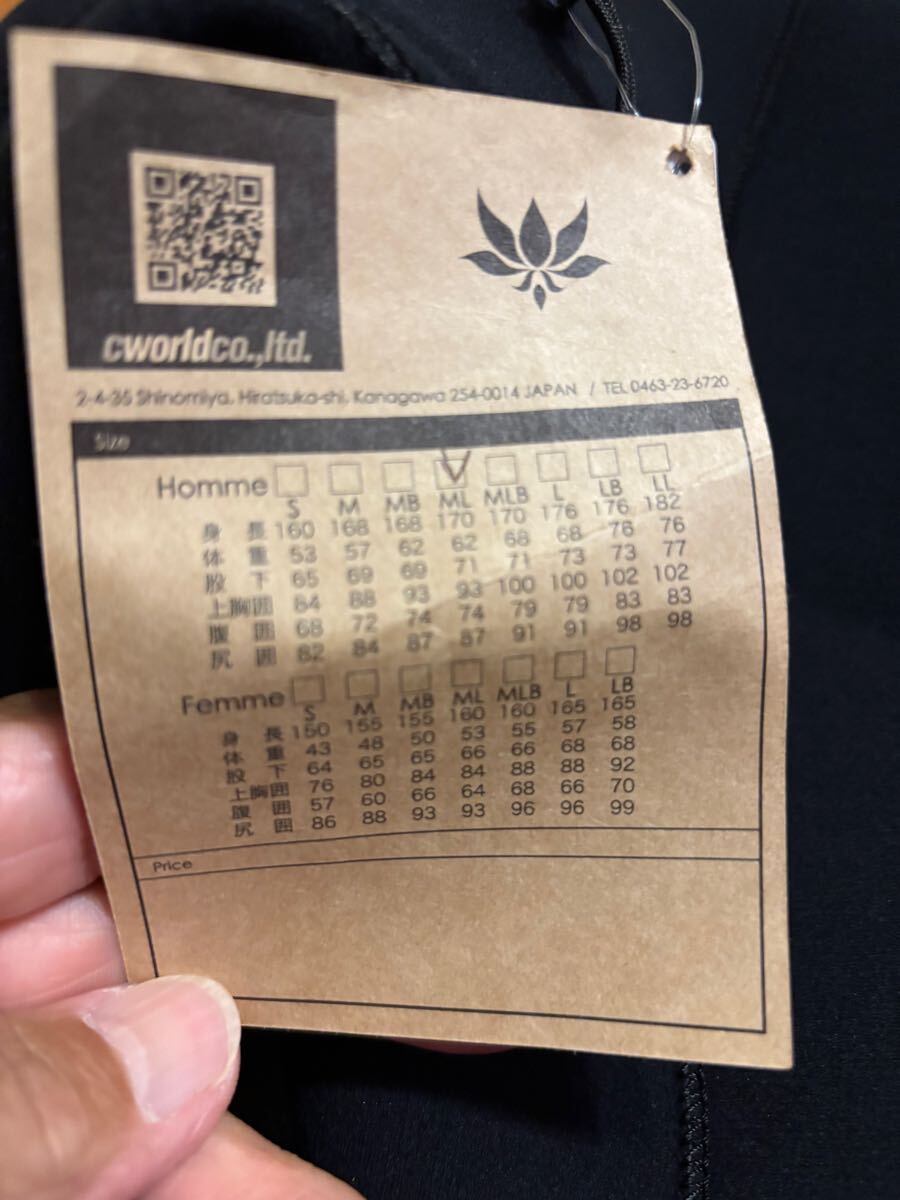 cworldco.,ltd.
2-4-35 Shinomiya, Hiratsuka-shi, Kanagawa 254-0014 JAPAN / TEL 0463-23-6720
Size
Homme
S M MB ML MLB L LB LL
身長 160 168 168 170 170 176 176 182
体重 53 57 62 62 68 68 76 76
股下 65 69 69 71 71 73 73 77
上胸囲 84 88 93 93 100 100 102 102
腹囲 68 72 74 74 79 79 83 83
尻囲 82 84 87 87 91 91 98 98
Femme
S M MB ML MLB L LB
身長 150 155 155 160 160 165 165
体重 43 48 50 53 55 57 58
股下 64 65 65 66 66 68 68
上胸囲 76 80 84 84 88 88 92
腹囲 57 60 66 64 68 66 70
尻囲 86 88 93 93 96 96 99
Price